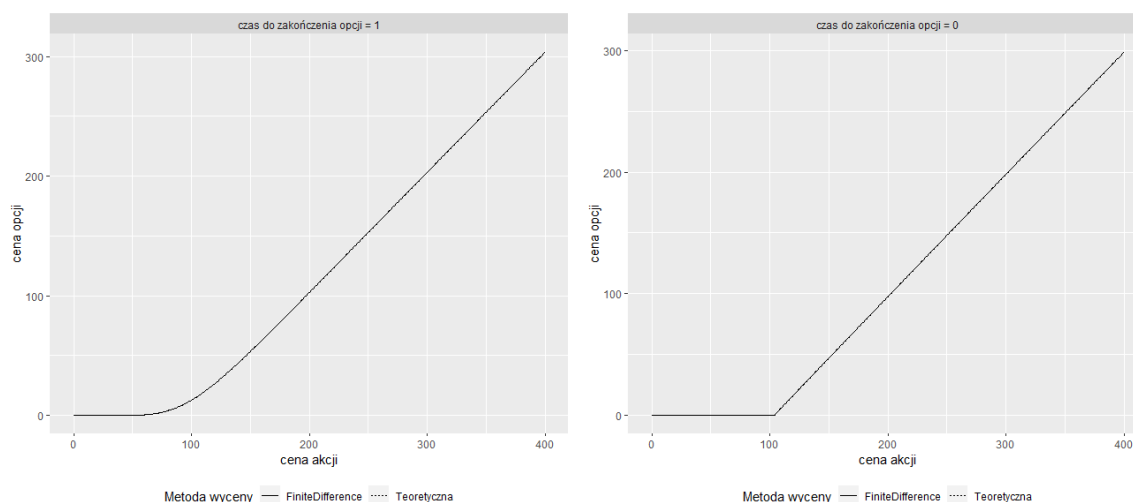 czas do zakończenia opcji = 1
300
200
100
0
cena opcji
0 100 200 300 400
cena akcji
Metoda wyceny FiniteDifference Teoretyczna
czas do zakończenia opcji = 0
300
200
100
0
cena opcji
0 100 200 300 400
cena akcji
Metoda wyceny FiniteDifference Teoretyczna